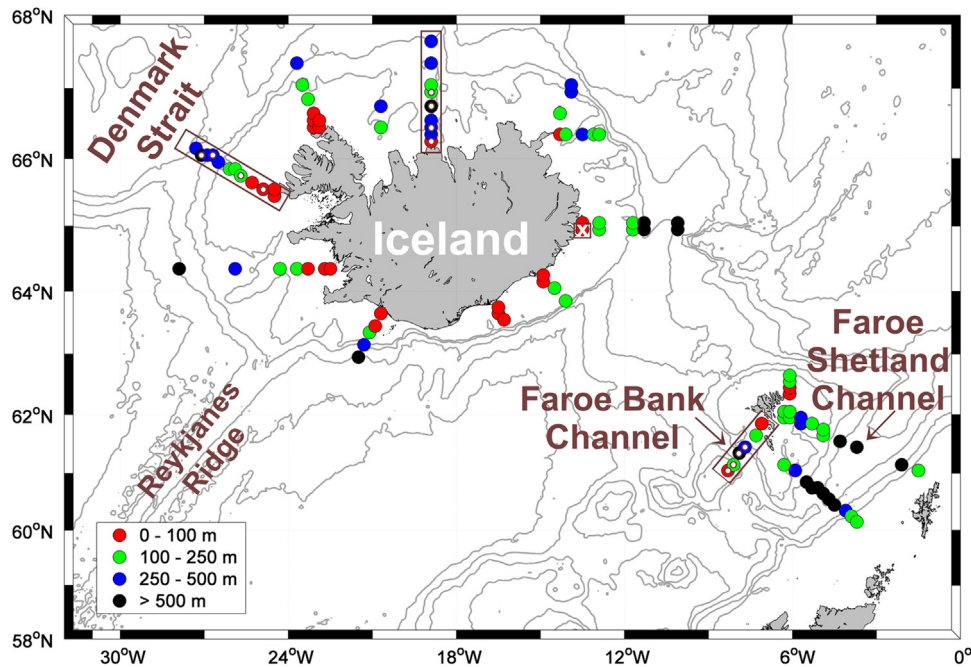 68°N
66°N
64°N
62°N
60°N
58°N
Denmark
Strait
Iceland
Faroe
Shetland
Channel
Faroe Bank
Channel
Reykjanes
Ridge
0 - 100 m
100 - 250 m
250 - 500 m
> 500 m
30°W
24°W
18°W
12°W
6°W
0°